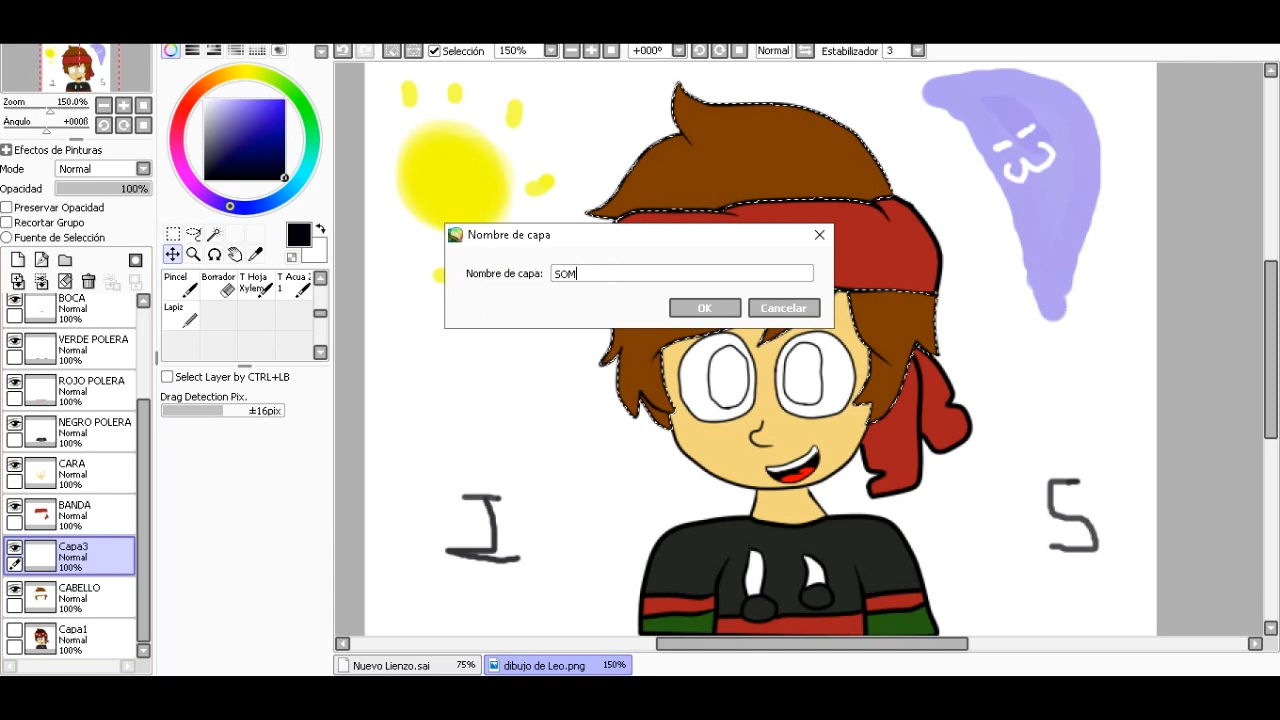 Selección 150% +000º Normal Estabilizador 3
Zoom 150.0%
Ángulo +000ß
Efectos de Pinturas
Mode Normal
Opacidad 100%
Preservar Opacidad
Recortar Grupo
Fuente de Selección
BOCA
Normal
100%
VERDE POLERA
Normal
100%
ROJO POLERA
Normal
100%
NEGRO POLERA
Normal
100%
CARA
Normal
100%
BANDA
Normal
100%
Capa3
Normal
100%
CABELLO
Normal
100%
Capa1
Normal
100%
Pincel Borrador T Hoja T Acua 2
Xylem 1
Lapiz
Select Layer by CTRL+LB
Drag Detection Pix.
±16pix
Nombre de capa
Nombre de capa: SOM
OK Cancelar
I S
Nuevo Lienzo.sai 75% dibujo de Leo.png 150%